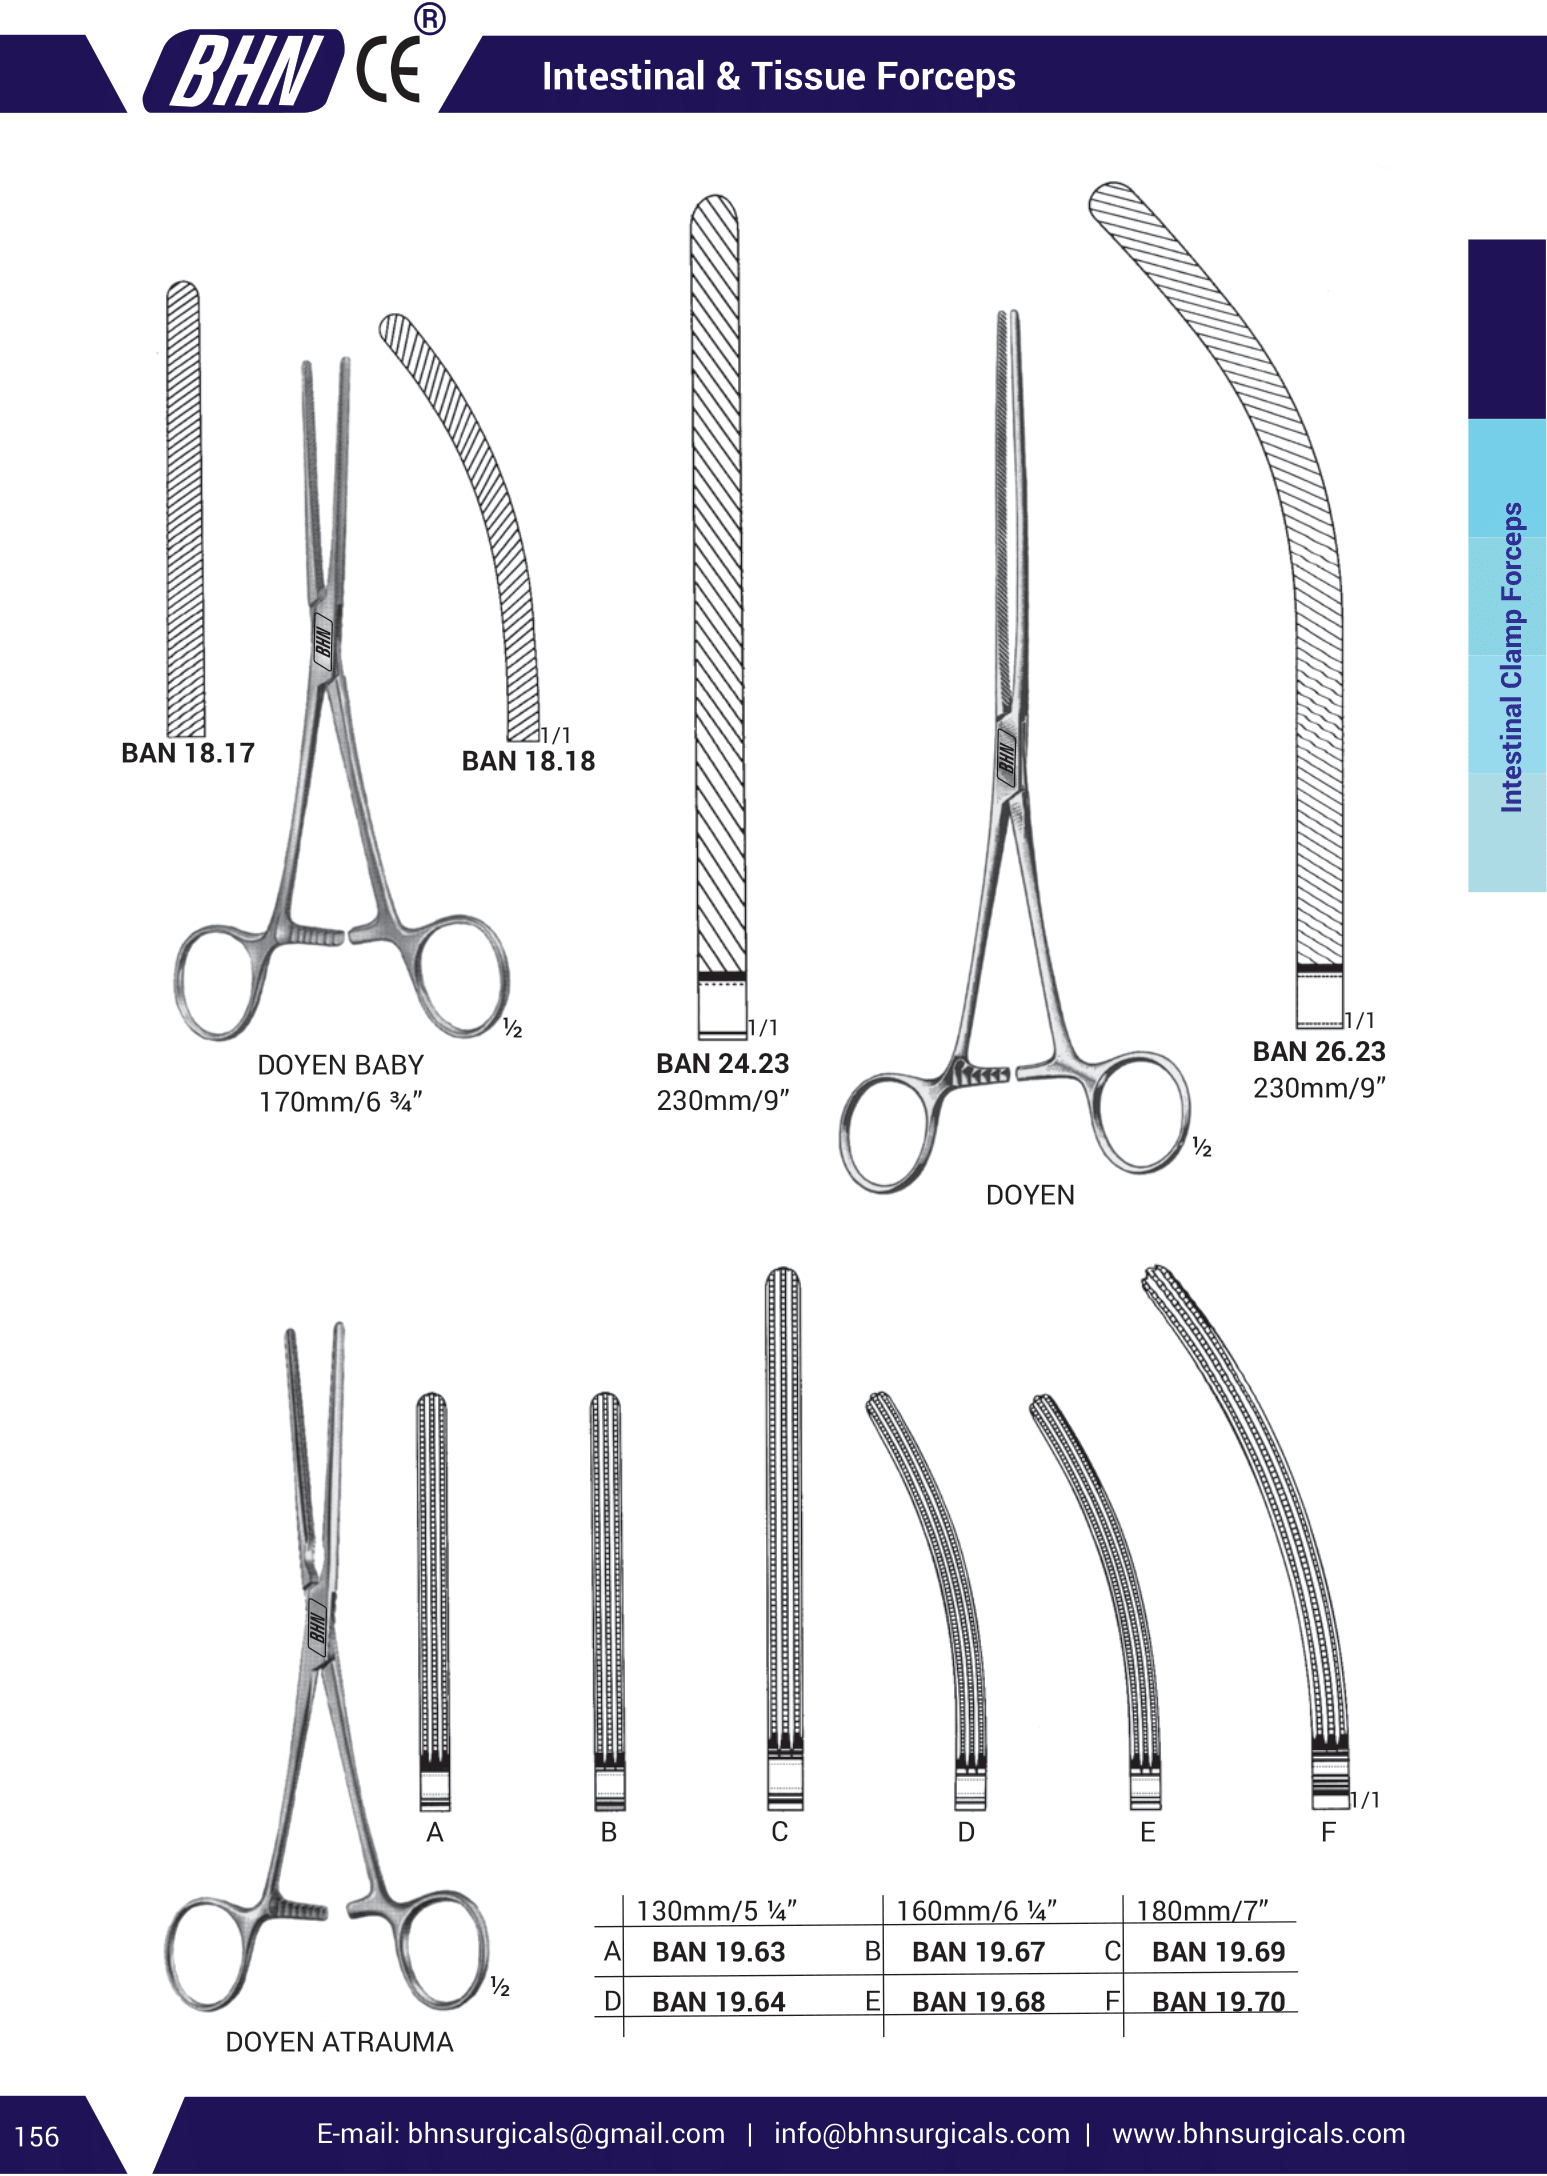 BHN CE ®
Intestinal & Tissue Forceps
Intestinal Clamp Forceps
BHN
BAN 18.17
1/1
BAN 18.18
½
DOYEN BABY
170mm/6 ¾”
1/1
BAN 24.23
230mm/9”
BHN
½
DOYEN
1/1
BAN 26.23
230mm/9”
BHN
½
DOYEN ATRAUMA
A B C D E F
1/1
130mm/5 ¼” 160mm/6 ¼” 180mm/7”
A BAN 19.63 B BAN 19.67 C BAN 19.69
D BAN 19.64 E BAN 19.68 F BAN 19.70
156
E-mail: bhnsurgicals@gmail.com | info@bhnsurgicals.com | www.bhnsurgicals.com